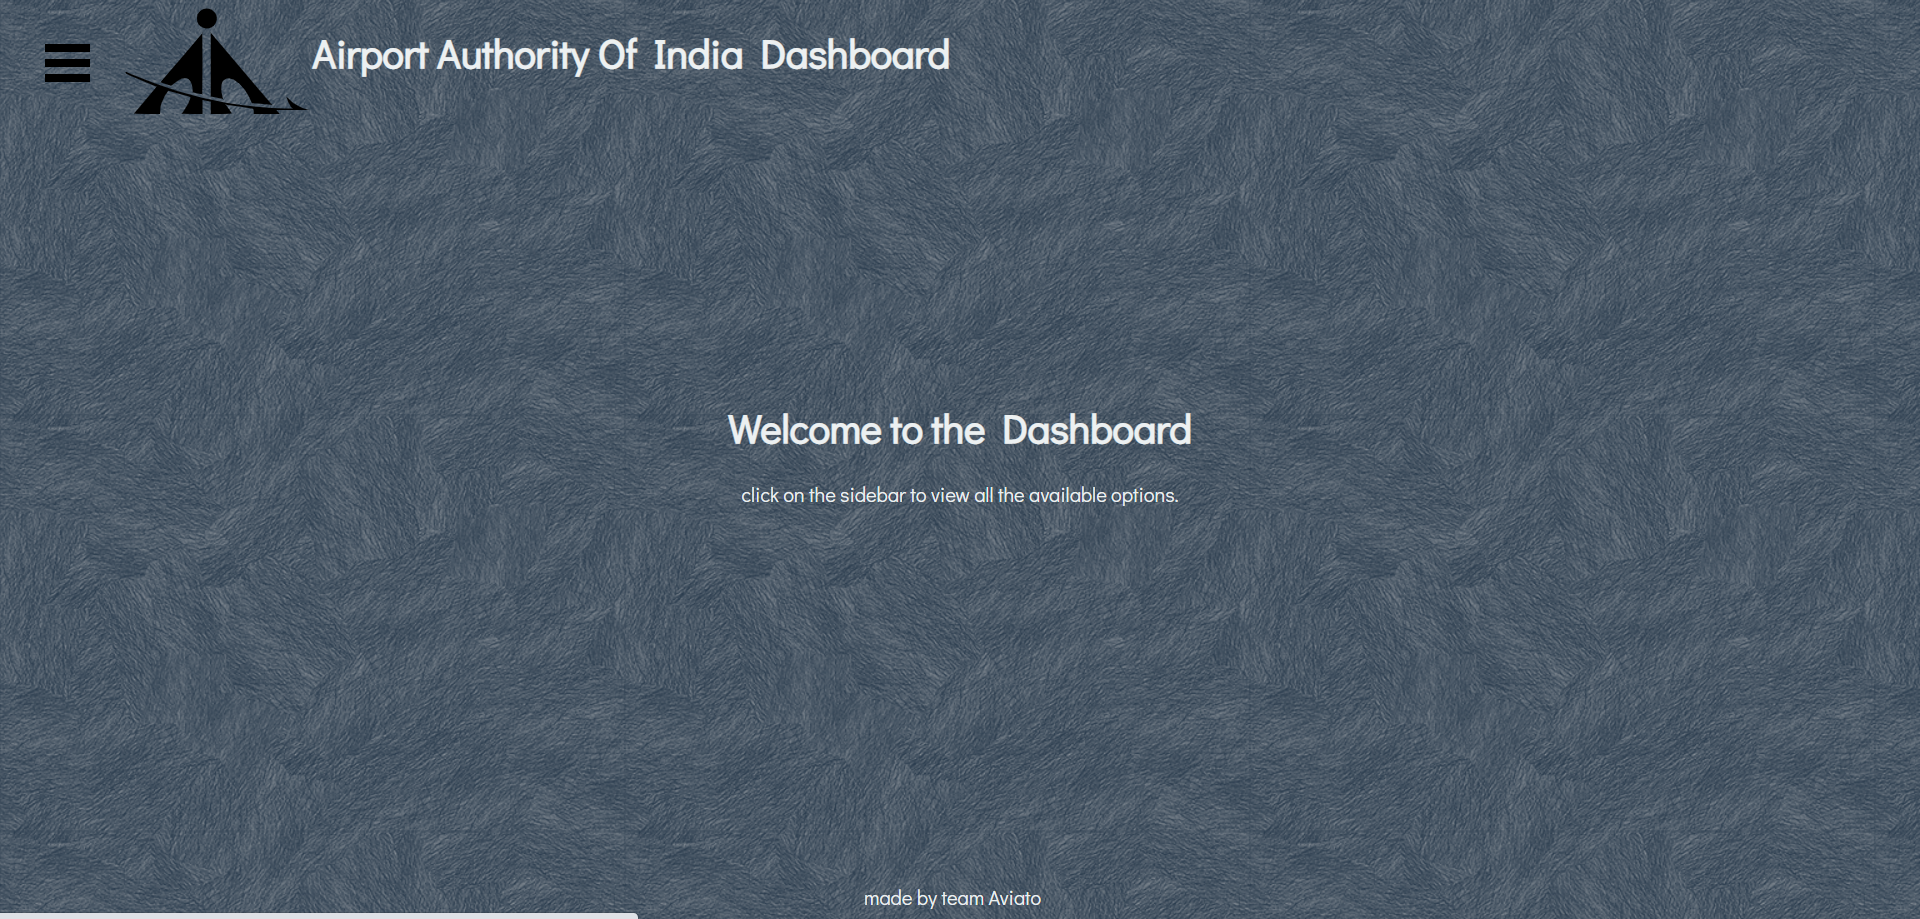 Airport Authority Of India Dashboard
Welcome to the Dashboard
click on the sidebar to view all the available options.
made by team Aviato